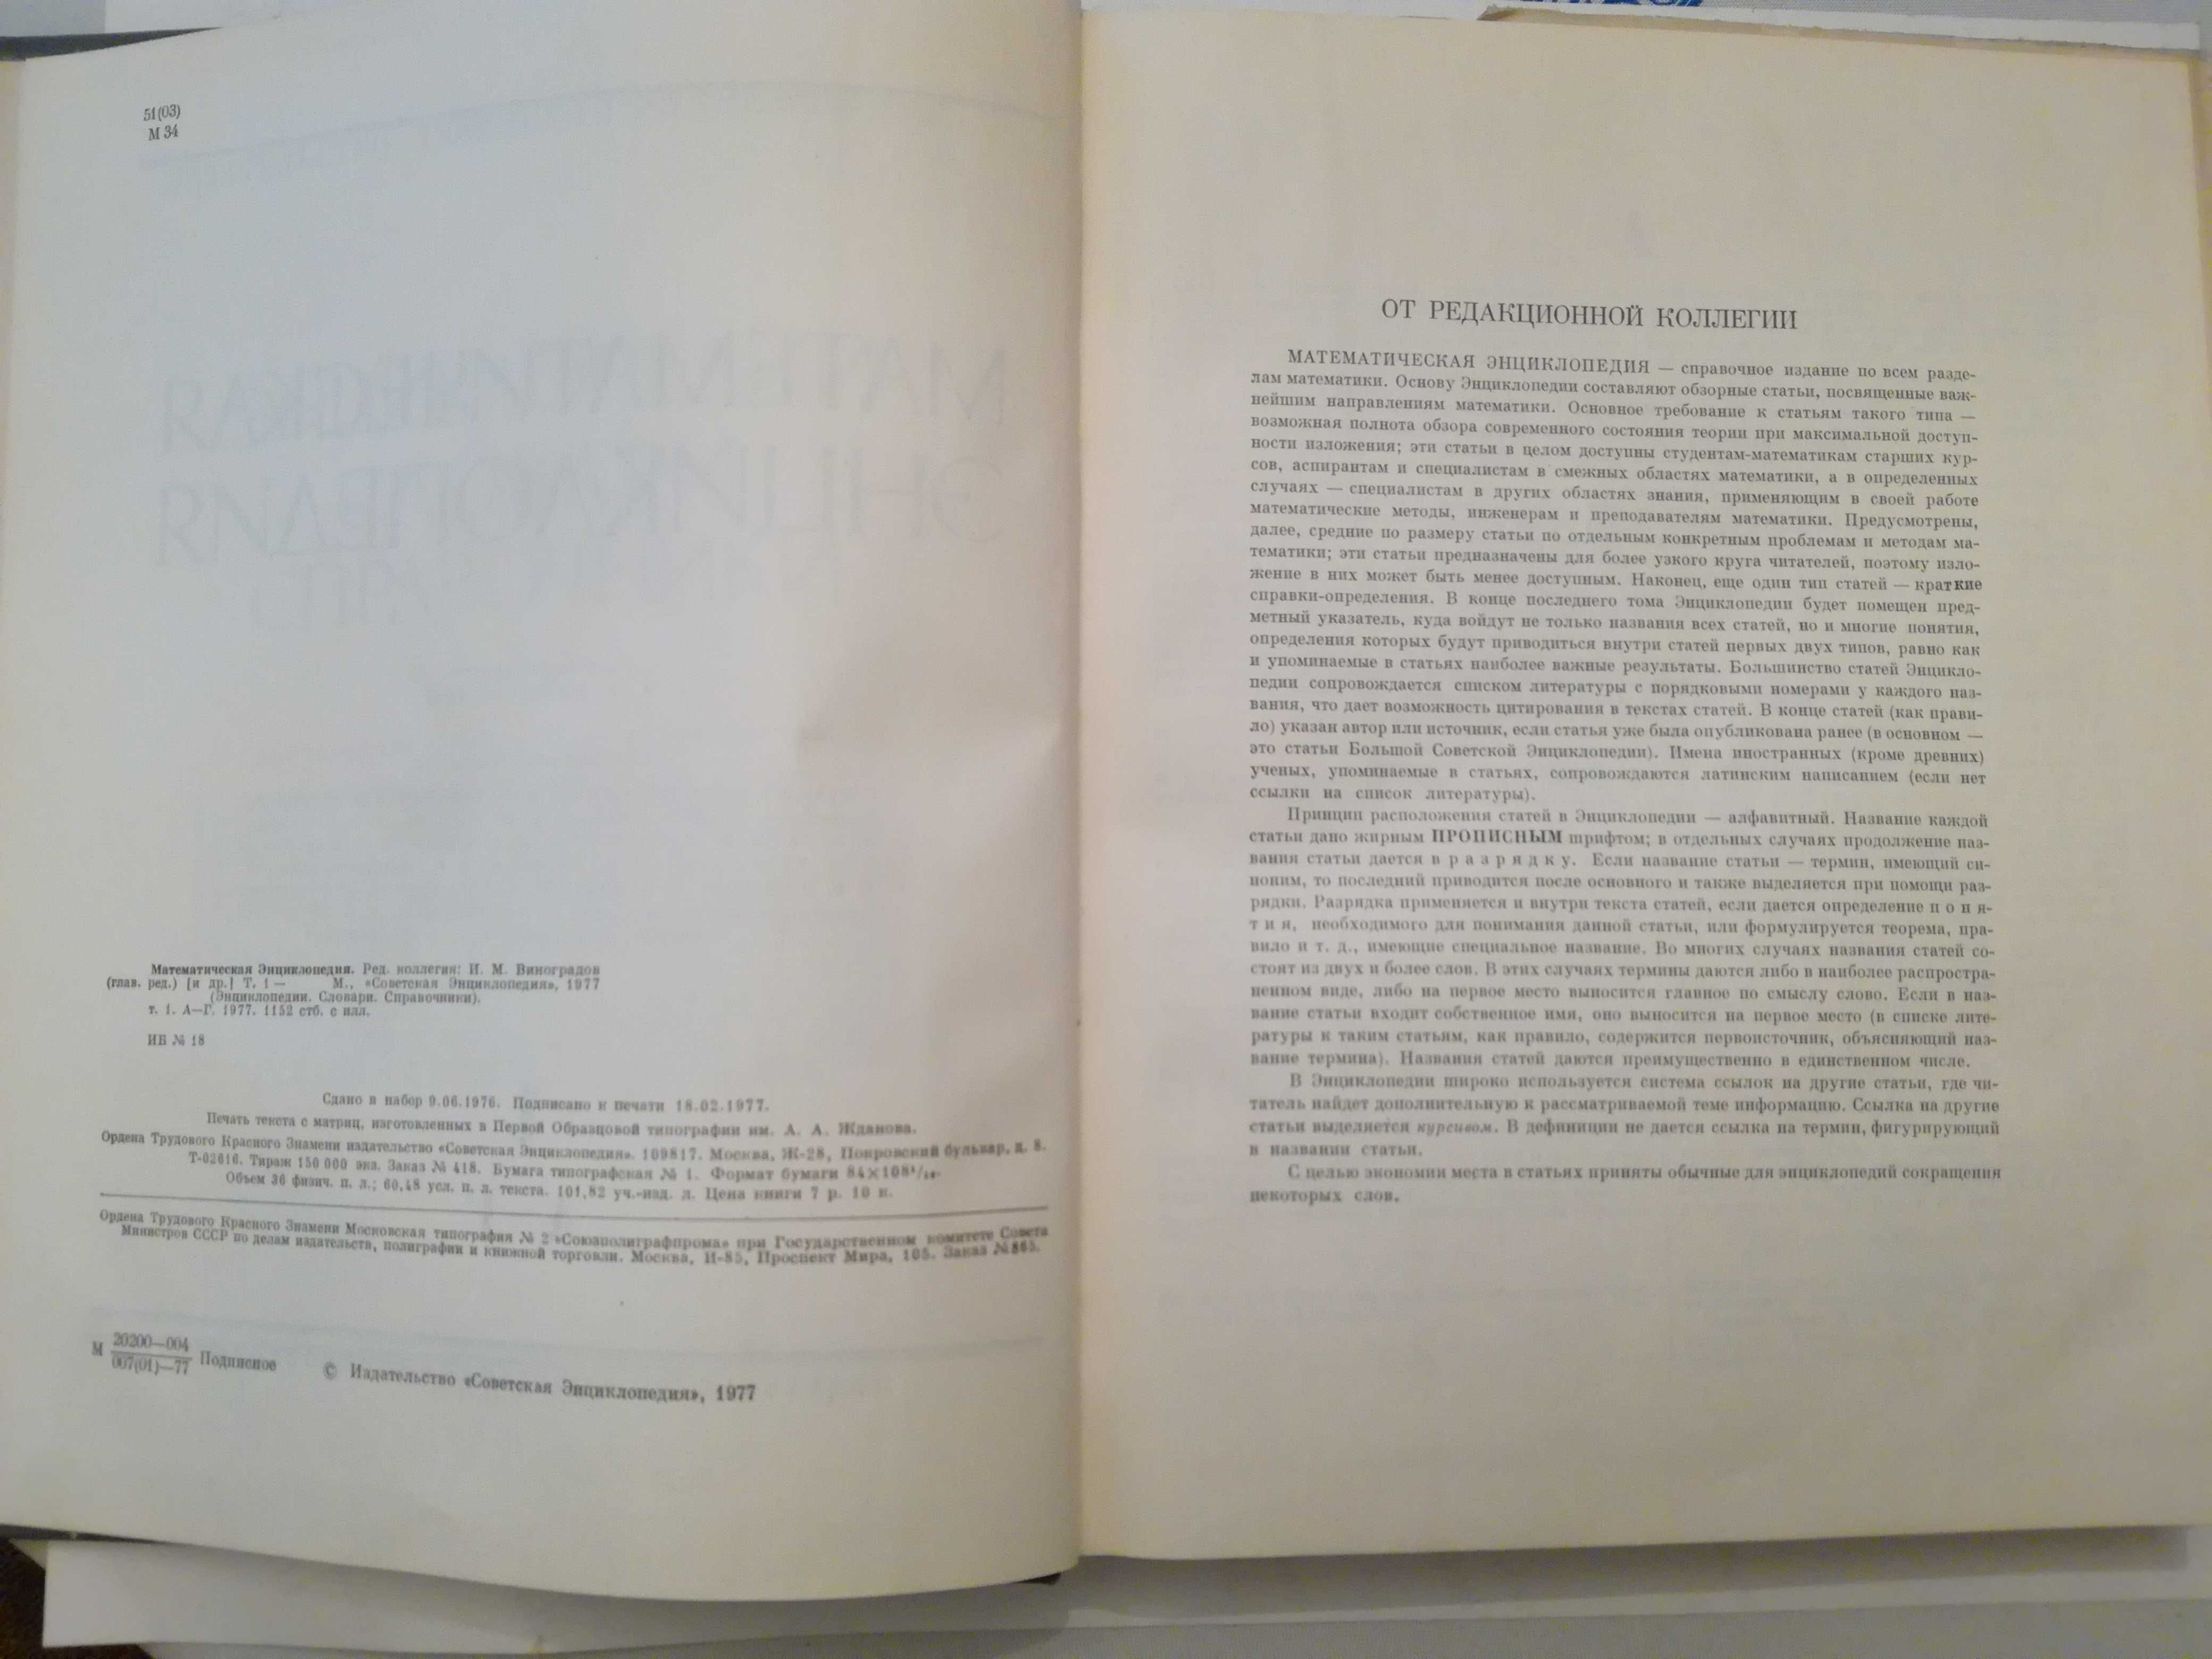 51(03)
М 34
Математическая Энциклопедия. Ред. коллегия: И. М. Виноградов
(глав. ред.) [и др.] Т. 1 — М., «Советская Энциклопедия», 1977
(Энциклопедии. Словари. Справочники).
т. 1. А—Г. 1977. 1152 стб. с илл.
ИБ № 18
Сдано в набор 9.06.1976. Подписано к печати 18.02.1977.
Печать текста с матриц, изготовленных в Первой Образцовой типографии им. А. А. Жданова.
Ордена Трудового Красного Знамени издательство «Советская Энциклопедия». 109817. Москва, Ж-28, Покровский бульвар, д. 8.
Т-02616. Тираж 150 000 экз. Заказ № 418. Бумага типографская № 1. Формат бумаги 84×108¹/₁₆.
Объем 36 физич. п. л.; 60,48 усл. п. л. текста. 101,82 уч.-изд. л. Цена книги 7 р. 10 к.
Ордена Трудового Красного Знамени Московская типография № 2 «Союзполиграфпрома» при Государственном комитете Совета
Министров СССР по делам издательств, полиграфии и книжной торговли. Москва, И-85, Проспект Мира, 105. Заказ № 865.
М 20200—004
007(01)—77 Подписное
© Издательство «Советская Энциклопедия», 1977
ОТ РЕДАКЦИОННОЙ КОЛЛЕГИИ
МАТЕМАТИЧЕСКАЯ ЭНЦИКЛОПЕДИЯ — справочное издание по всем разде-
лам математики. Основу Энциклопедии составляют обзорные статьи, посвященные важ-
нейшим направлениям математики. Основное требование к статьям такого типа —
возможная полнота обзора современного состояния теории при максимальной доступ-
ности изложения; эти статьи в целом доступны студентам-математикам старших кур-
сов, аспирантам и специалистам в смежных областях математики, а в определенных
случаях — специалистам в других областях знания, применяющим в своей работе
математические методы, инженерам и преподавателям математики. Предусмотрены,
далее, средние по размеру статьи по отдельным конкретным проблемам и методам ма-
тематики; эти статьи предназначены для более узкого круга читателей, поэтому изло-
жение в них может быть менее доступным. Наконец, еще один тип статей — краткие
справки-определения. В конце последнего тома Энциклопедии будет помещен пред-
метный указатель, куда войдут не только названия всех статей, но и многие понятия,
определения которых будут приводиться внутри статей первых двух типов, равно как
и упоминаемые в статьях наиболее важные результаты. Большинство статей Энцикло-
педии сопровождается списком литературы с порядковыми номерами у каждого наз-
вания, что дает возможность цитирования в текстах статей. В конце статей (как прави-
ло) указан автор или источник, если статья уже была опубликована ранее (в основном —
это статьи Большой Советской Энциклопедии). Имена иностранных (кроме древних)
ученых, упоминаемые в статьях, сопровождаются латинским написанием (если нет
ссылки на список литературы).
Принцип расположения статей в Энциклопедии — алфавитный. Название каждой
статьи дано жирным ПРОПИСНЫМ шрифтом; в отдельных случаях продолжение наз-
вания статьи дается в р а з р я д к у. Если название статьи — термин, имеющий си-
ноним, то последний приводится после основного и также выделяется при помощи раз-
рядки. Разрядка применяется и внутри текста статей, если дается определение п о н я-
т и я, необходимого для понимания данной статьи, или формулируется теорема, пра-
вило и т. д., имеющие специальное название. Во многих случаях названия статей со-
стоят из двух и более слов. В этих случаях термины даются либо в наиболее распростра-
ненном виде, либо на первое место выносится главное по смыслу слово. Если в наз-
вание статьи входит собственное имя, оно выносится на первое место (в списке лите-
ратуры к таким статьям, как правило, содержится первоисточник, объясняющий наз-
вание термина). Названия статей даются преимущественно в единственном числе.
В Энциклопедии широко используется система ссылок на другие статьи, где чи-
татель найдет дополнительную к рассматриваемой теме информацию. Ссылка на другие
статьи выделяется курсивом. В дефиниции не дается ссылка на термин, фигурирующий
в названии статьи.
С целью экономии места в статьях приняты обычные для энциклопедий сокращения
некоторых слов.